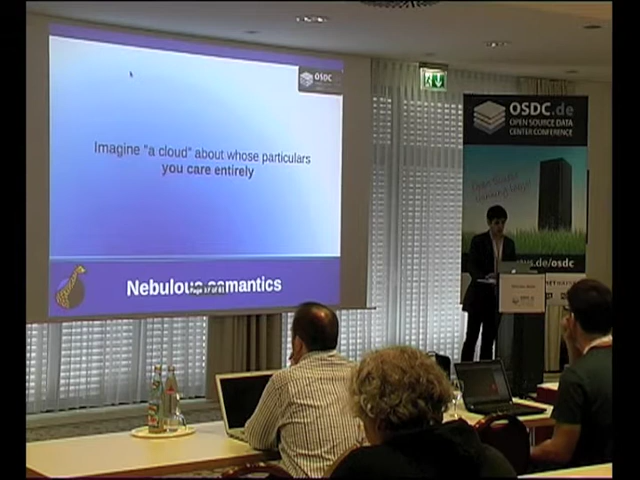 OSDC
Imagine "a cloud" about whose particulars
you care entirely
Nebulous semantics
OSDC.de
OPEN SOURCE DATA
CENTER CONFERENCE
.de/osdc